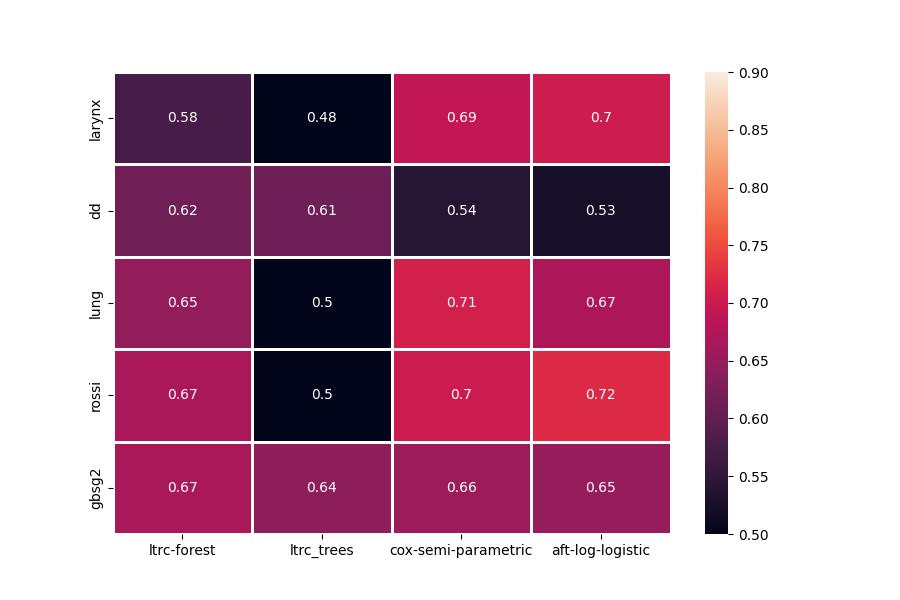 larynx 0.58 0.48 0.69 0.7
dd 0.62 0.61 0.54 0.53
lung 0.65 0.5 0.71 0.67
rossi 0.67 0.5 0.7 0.72
gbsg2 0.67 0.64 0.66 0.65
ltrc-forest ltrc_trees cox-semi-parametric aft-log-logistic
0.90
0.85
0.80
0.75
0.70
0.65
0.60
0.55
0.50